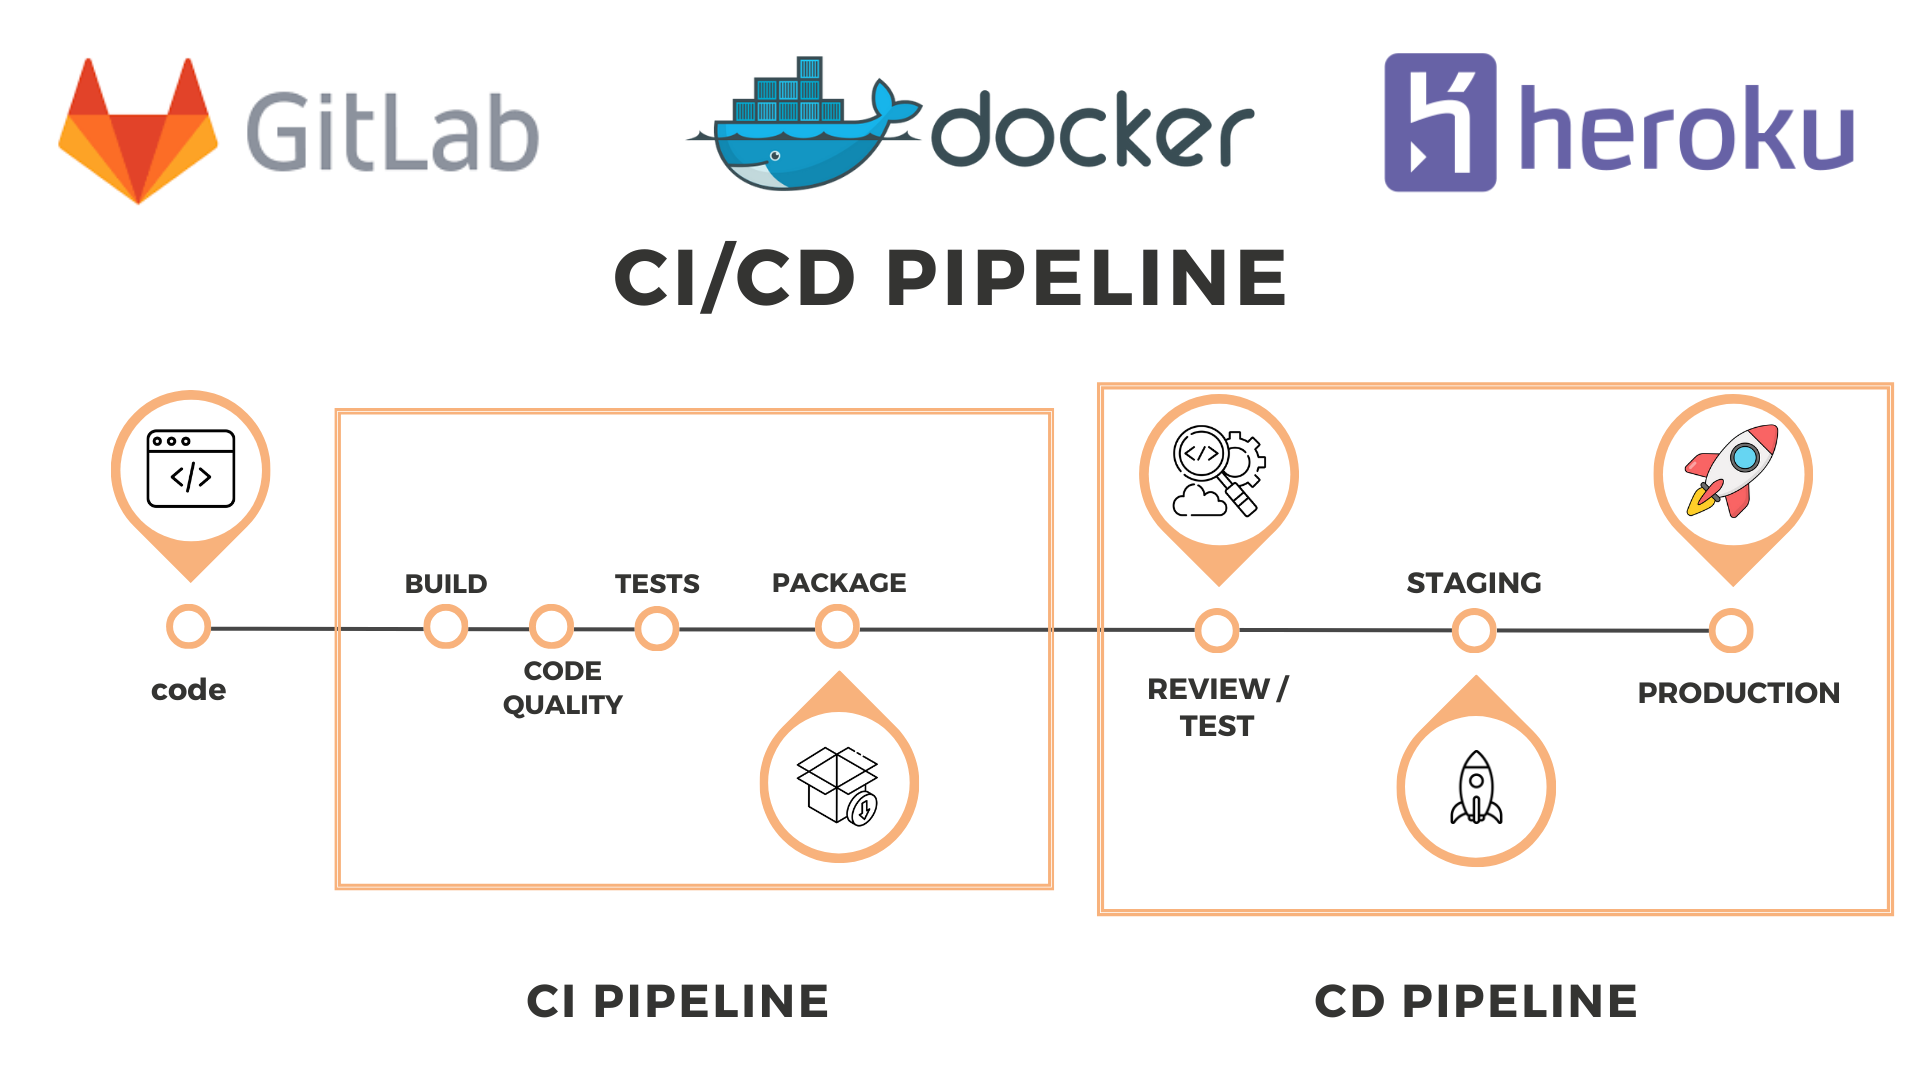 GitLab
docker
heroku
CI/CD PIPELINE
</>
</>
BUILD
TESTS
PACKAGE
STAGING
code
CODE
QUALITY
REVIEW /
TEST
PRODUCTION
CI PIPELINE
CD PIPELINE